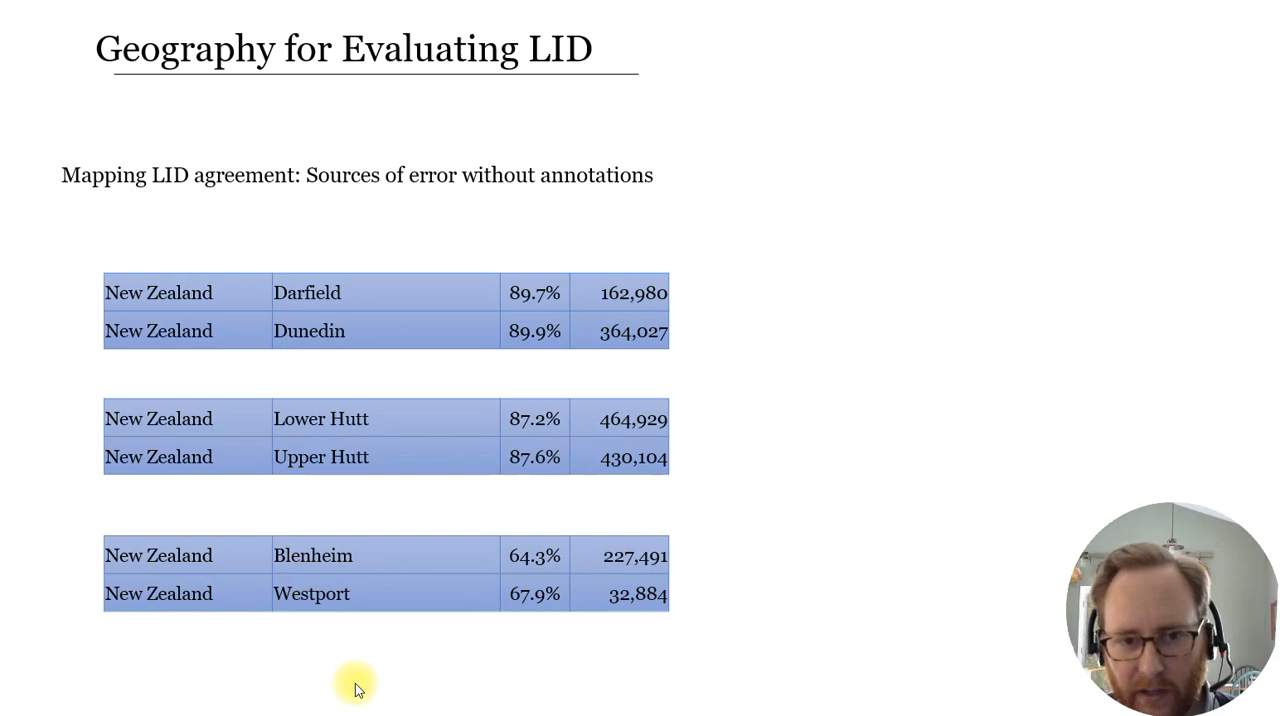 Geography for Evaluating LID
Mapping LID agreement: Sources of error without annotations
New Zealand Darfield 89.7% 162,980
New Zealand Dunedin 89.9% 364,027
New Zealand Lower Hutt 87.2% 464,929
New Zealand Upper Hutt 87.6% 430,104
New Zealand Blenheim 64.3% 227,491
New Zealand Westport 67.9% 32,884